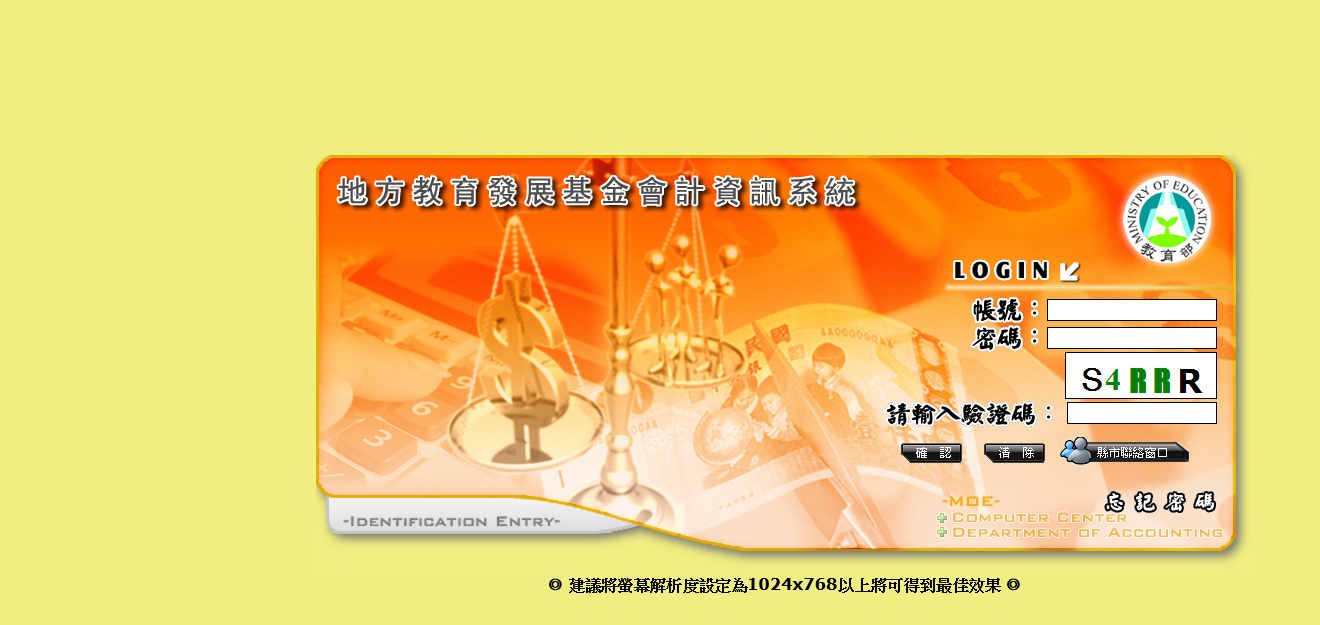 地方教育發展基金會計資訊系統
MINISTRY OF EDUCATION
教育部
LOGIN
帳號：
密碼：
S4RRR
請輸入驗證碼：
確 認
清 除
縣市聯絡窗口
忘記密碼
-MOE-
COMPUTER CENTER
DEPARTMENT OF ACCOUNTING
-IDENTIFICATION ENTRY-
◎ 建議將螢幕解析度設定為1024x768以上將可得到最佳效果 ◎